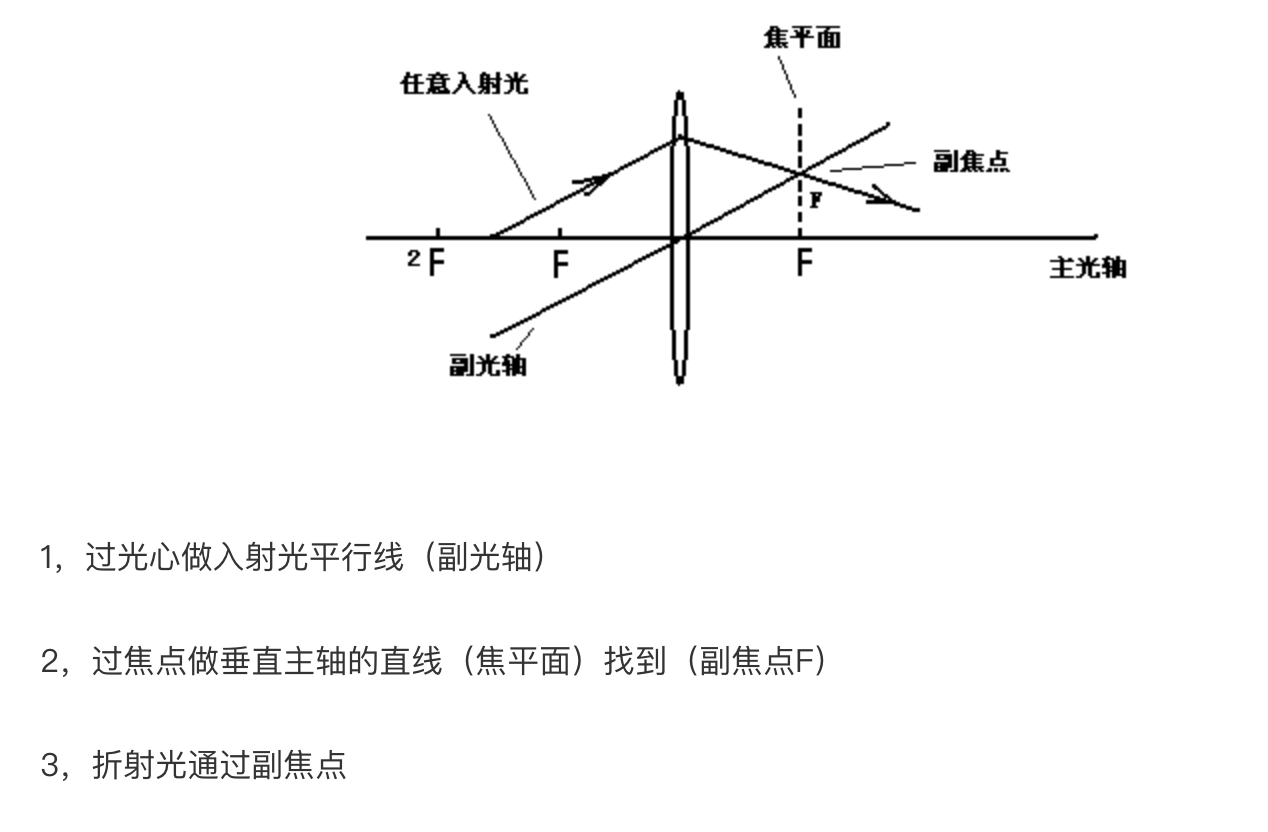 焦平面
任意入射光
副焦点
F
2F
F
F
主光轴
副光轴
1，过光心做入射光平行线（副光轴）
2，过焦点做垂直主轴的直线（焦平面）找到（副焦点F）
3，折射光通过副焦点